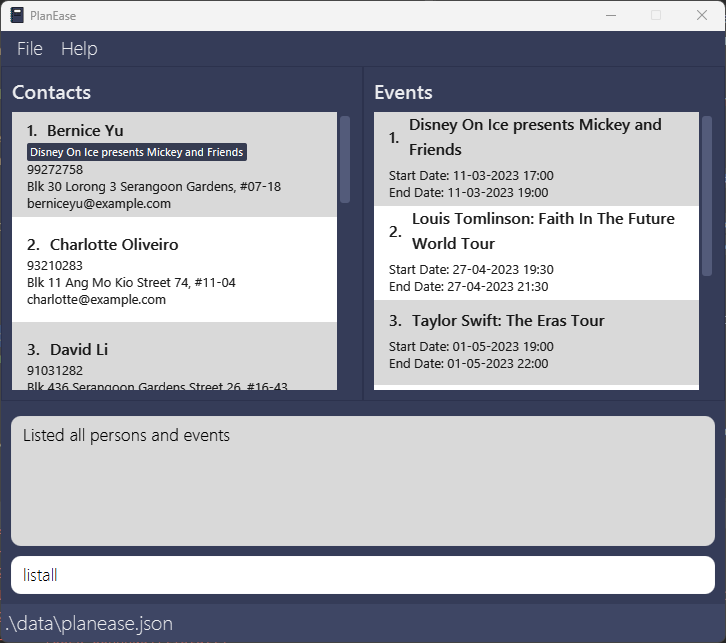 PlanEase
File Help
Contacts
1. Bernice Yu
Disney On Ice presents Mickey and Friends
99272758
Blk 30 Lorong 3 Serangoon Gardens, #07-18
berniceyu@example.com
2. Charlotte Oliveiro
93210283
Blk 11 Ang Mo Kio Street 74, #11-04
charlotte@example.com
3. David Li
91031282
Blk 436 Serangoon Gardens Street 26, #16-43
Events
1. Disney On Ice presents Mickey and
Friends
Start Date: 11-03-2023 17:00
End Date: 11-03-2023 19:00
2. Louis Tomlinson: Faith In The Future
World Tour
Start Date: 27-04-2023 19:30
End Date: 27-04-2023 21:30
3. Taylor Swift: The Eras Tour
Start Date: 01-05-2023 19:00
End Date: 01-05-2023 22:00
Listed all persons and events
listall
.\data\planease.json